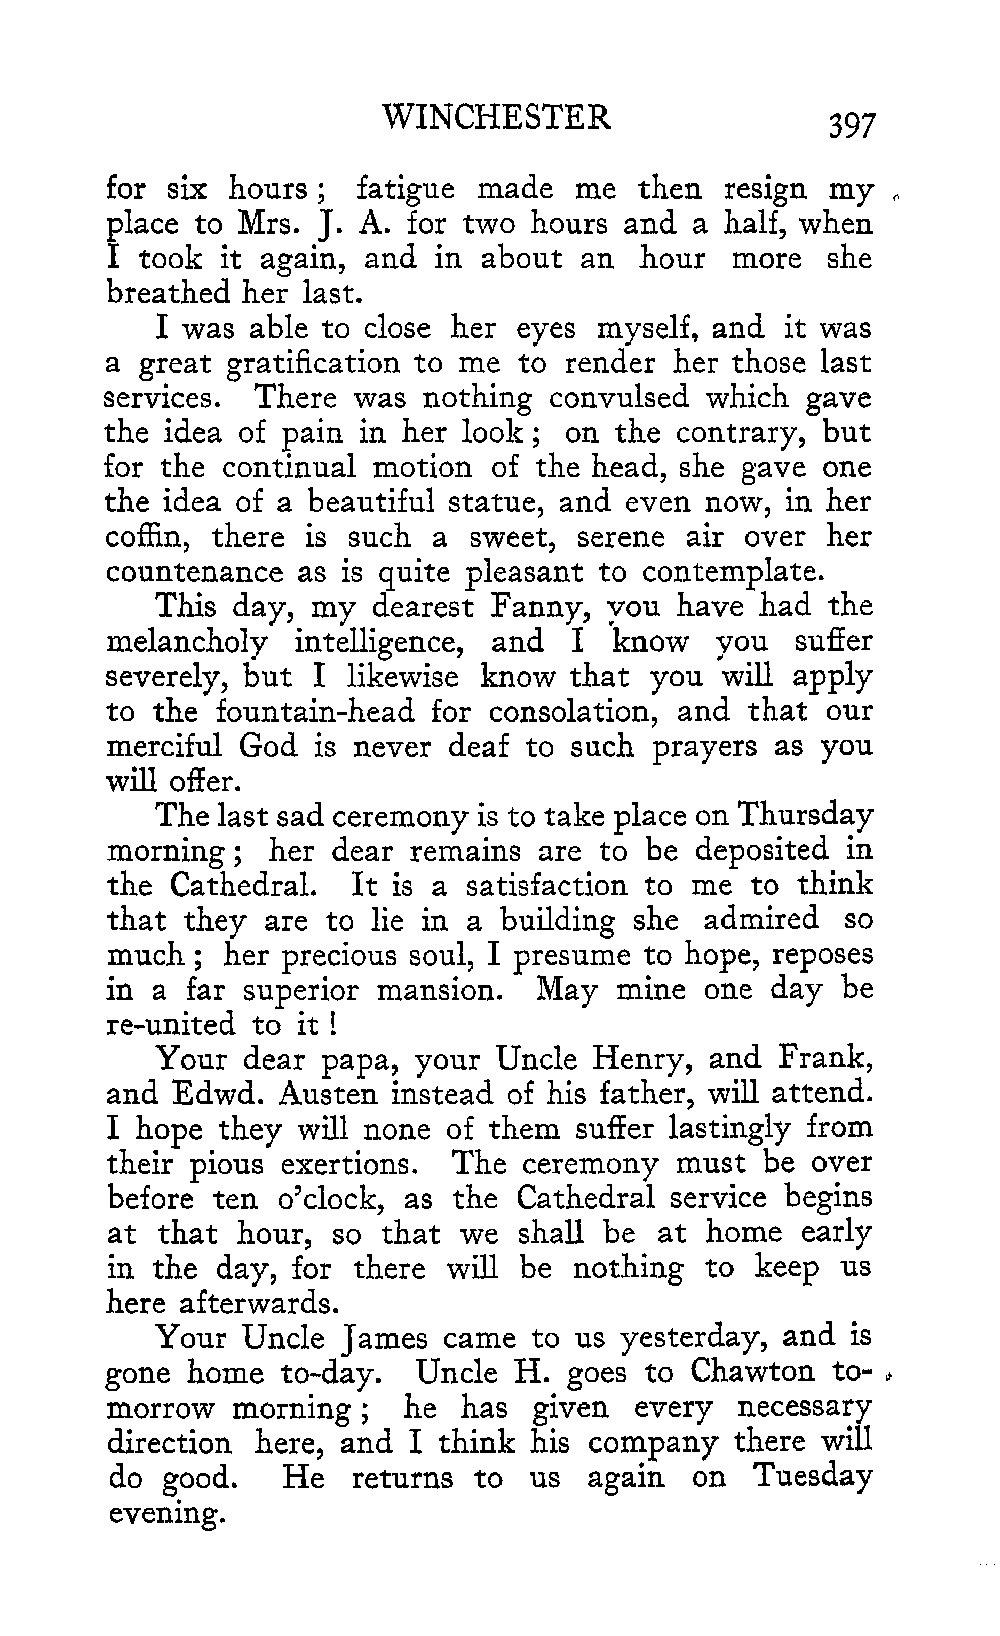 WINCHESTER 397
for six hours ; fatigue made me then resign my
place to Mrs. J. A. for two hours and a half, when
I took it again, and in about an hour more she
breathed her last.
I was able to close her eyes myself, and it was
a great gratification to me to render her those last
services. There was nothing convulsed which gave
the idea of pain in her look ; on the contrary, but
for the continual motion of the head, she gave one
the idea of a beautiful statue, and even now, in her
coffin, there is such a sweet, serene air over her
countenance as is quite pleasant to contemplate.
This day, my dearest Fanny, you have had the
melancholy intelligence, and I know you suffer
severely, but I likewise know that you will apply
to the fountain-head for consolation, and that our
merciful God is never deaf to such prayers as you
will offer.
The last sad ceremony is to take place on Thursday
morning ; her dear remains are to be deposited in
the Cathedral. It is a satisfaction to me to think
that they are to lie in a building she admired so
much ; her precious soul, I presume to hope, reposes
in a far superior mansion. May mine one day be
re-united to it !
Your dear papa, your Uncle Henry, and Frank,
and Edwd. Austen instead of his father, will attend.
I hope they will none of them suffer lastingly from
their pious exertions. The ceremony must be over
before ten o'clock, as the Cathedral service begins
at that hour, so that we shall be at home early
in the day, for there will be nothing to keep us
here afterwards.
Your Uncle James came to us yesterday, and is
gone home to-day. Uncle H. goes to Chawton to-
morrow morning ; he has given every necessary
direction here, and I think his company there will
do good. He returns to us again on Tuesday
evening.